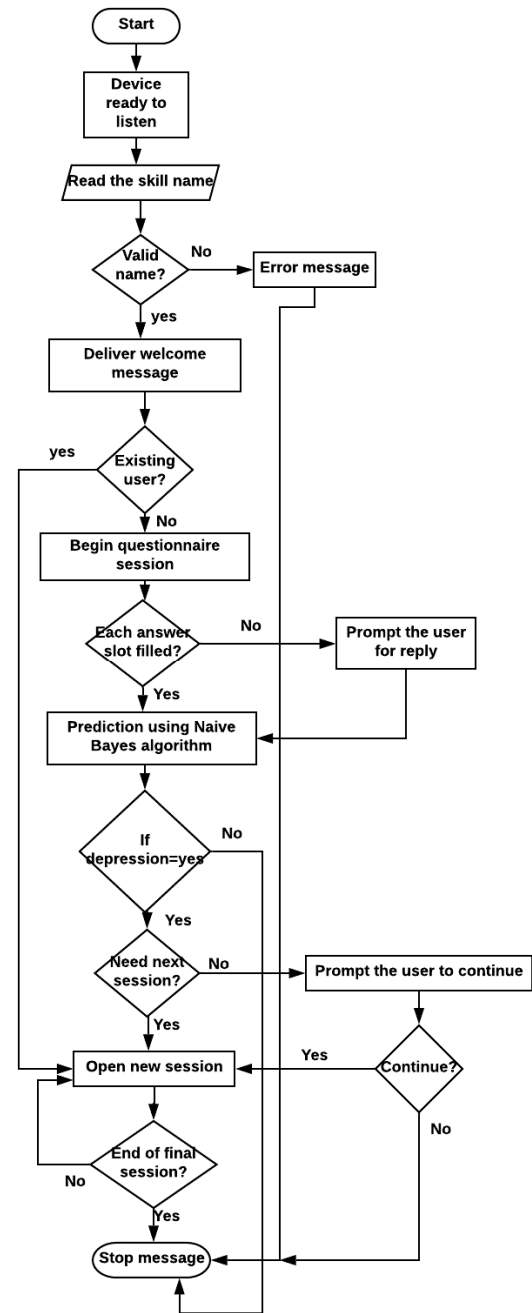 Start
Device
ready to
listen
Read the skill name
Valid
name?
No
Error message
yes
Deliver welcome
message
yes
Existing
user?
No
Begin questionnaire
session
Each answer
slot filled?
No
Prompt the user
for reply
Yes
Prediction using Naive
Bayes algorithm
If
depression=yes
No
Yes
Need next
session?
No
Prompt the user to continue
Yes
Open new session
Yes
Continue?
No
End of final
session?
No
Yes
Stop message